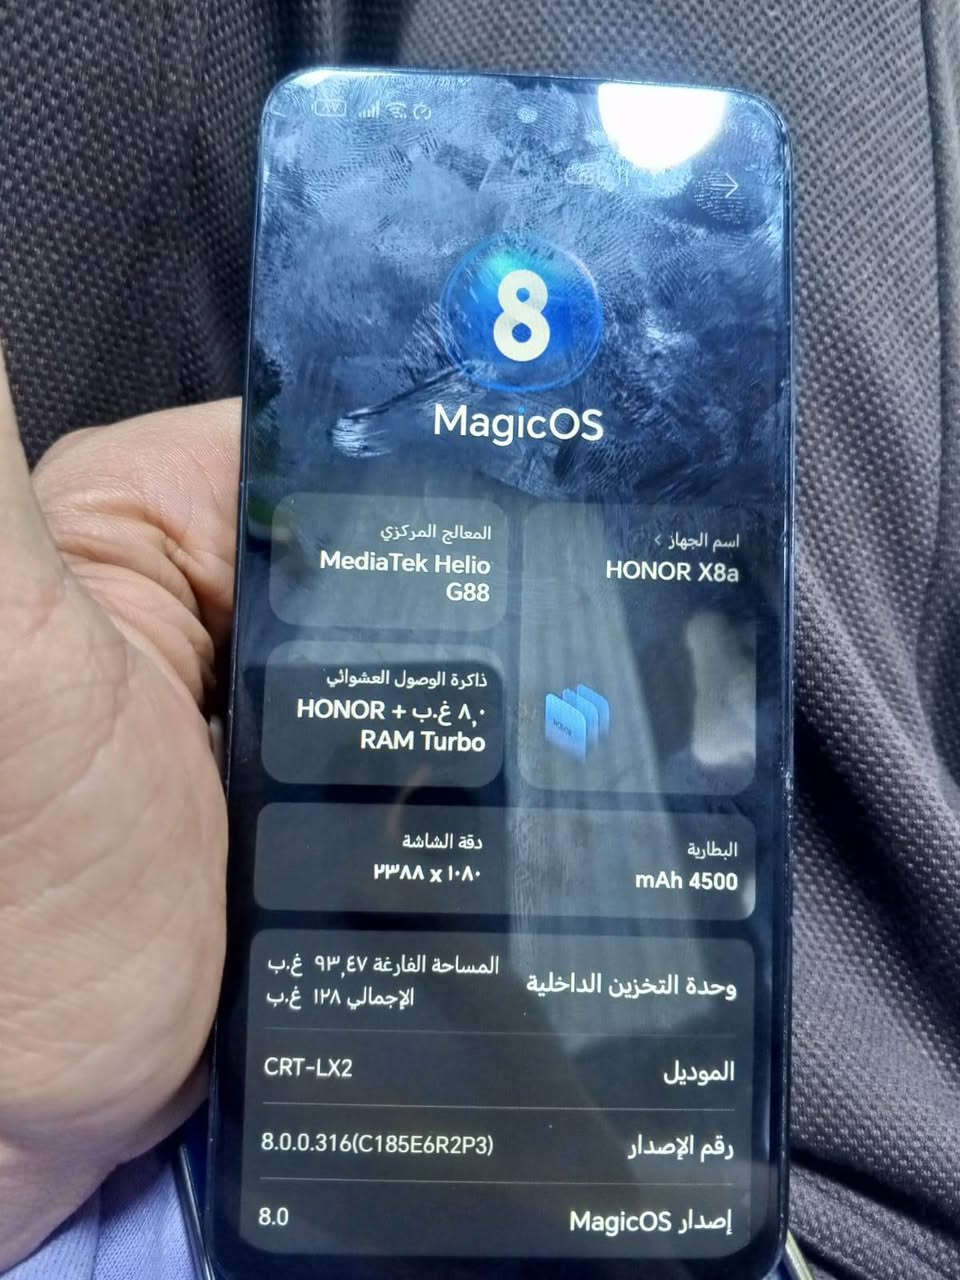 8
MagicOS
اسم الجهاز >
HONOR X8a
HONOR
المعالج المركزي
MediaTek Helio
G88
ذاكرة الوصول العشوائي
٨٫٠ غ.ب + HONOR
RAM Turbo
البطارية
4500 mAh
دقة الشاشة
١٠٨٠ x ٢٣٨٨
وحدة التخزين الداخلية
المساحة الفارغة ٩٣٫٤٧ غ.ب
الإجمالي ١٢٨ غ.ب
الموديل
CRT-LX2
رقم الإصدار
8.0.0.316(C185E6R2P3)
إصدار MagicOS
8.0